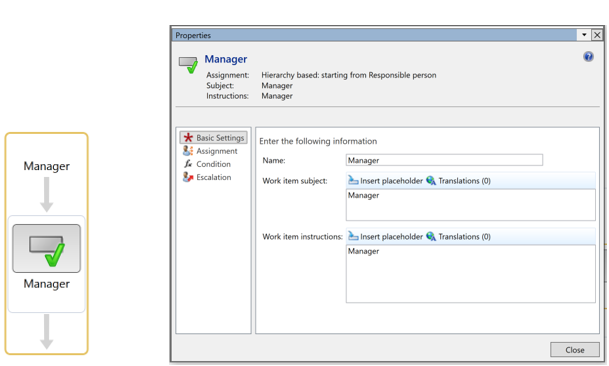 Manager
Manager
Properties
Manager
Assignment: Hierarchy based: starting from Responsible person
Subject: Manager
Instructions: Manager
Basic Settings
Assignment
Condition
Escalation
Enter the following information
Name: Manager
Work item subject: Insert placeholder Translations (0)
Manager
Work item instructions: Insert placeholder Translations (0)
Manager
Close